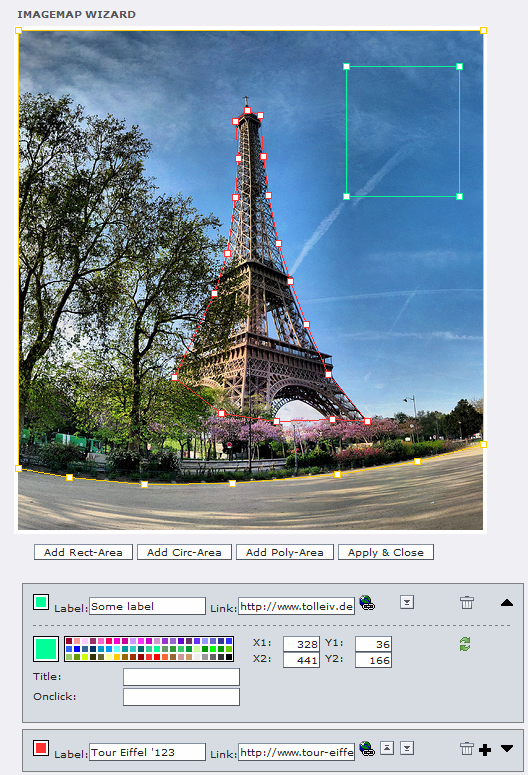 IMAGEMAP WIZARD
Add Rect-Area Add Circ-Area Add Poly-Area Apply & Close
Label: Some label Link: http://www.tolleiv.de
X1: 328 Y1: 36
X2: 441 Y2: 166
Title:
Onclick:
Label: Tour Eiffel '123 Link: http://www.tour-eiffe